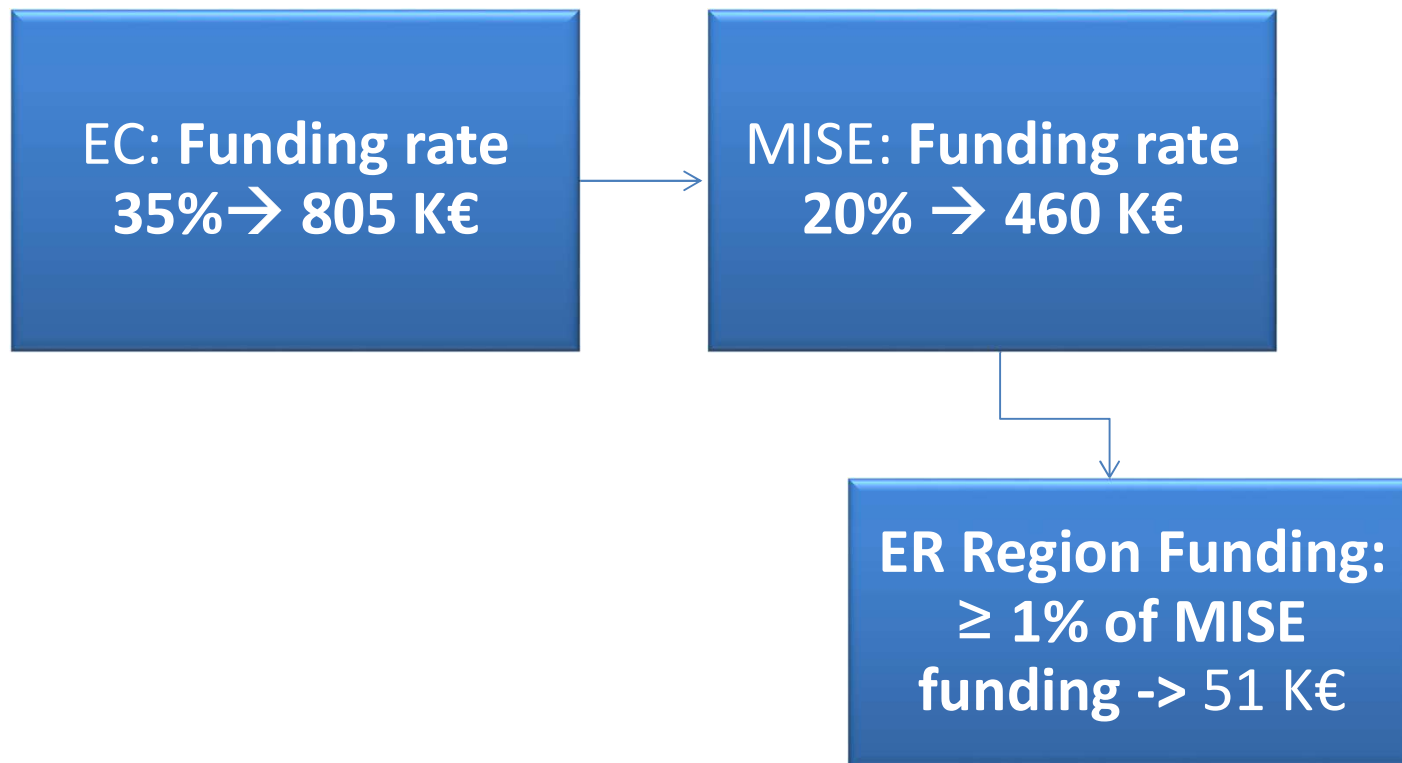 EC: Funding rate
35%→ 805 K€
MISE: Funding rate
20% → 460 K€
ER Region Funding:
≥ 1% of MISE
funding -> 51 K€